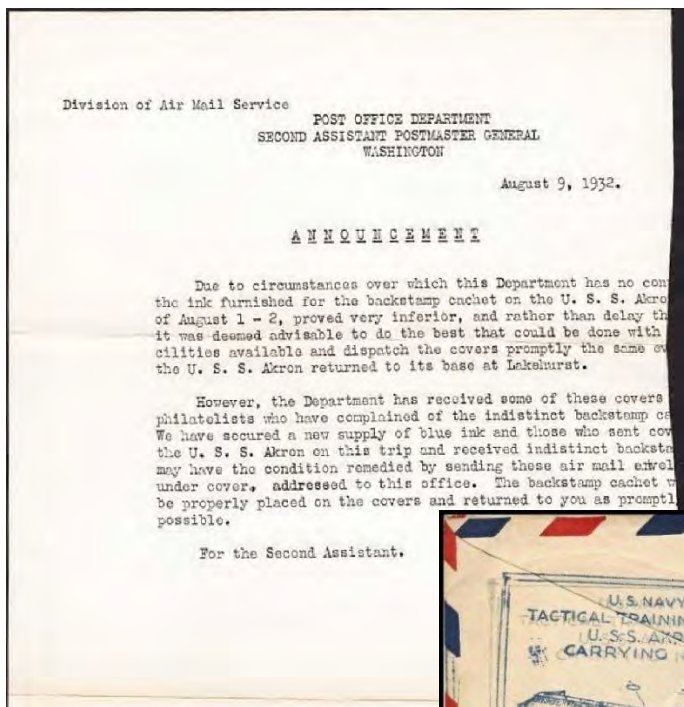 Division of Air Mail Service
POST OFFICE DEPARTMENT
SECOND ASSISTANT POSTMASTER GENERAL
WASHINGTON
August 9, 1932.
A N N O U N C E M E N T
Due to circumstances over which this Department has no con
the ink furnished for the backstamp cachet on the U. S. S. Akro
of August 1 - 2, proved very inferior, and rather than delay th
it was deemed advisable to do the best that could be done with
cilities available and dispatch the covers promptly the same ev
the U. S. S. Akron returned to its base at Lakehurst.
However, the Department has received some of these covers
philatelists who have complained of the indistinct backstamp ca
We have secured a new supply of blue ink and those who sent cov
the U. S. S. Akron on this trip and received indistinct backsta
may have the condition remedied by sending these air mail envel
under cover, addressed to this office. The backstamp cachet w
be properly placed on the covers and returned to you as promptl
possible.
For the Second Assistant.
U.S. NAVY
TACTICAL TRAININ
U.S.S. AKR
CARRYING